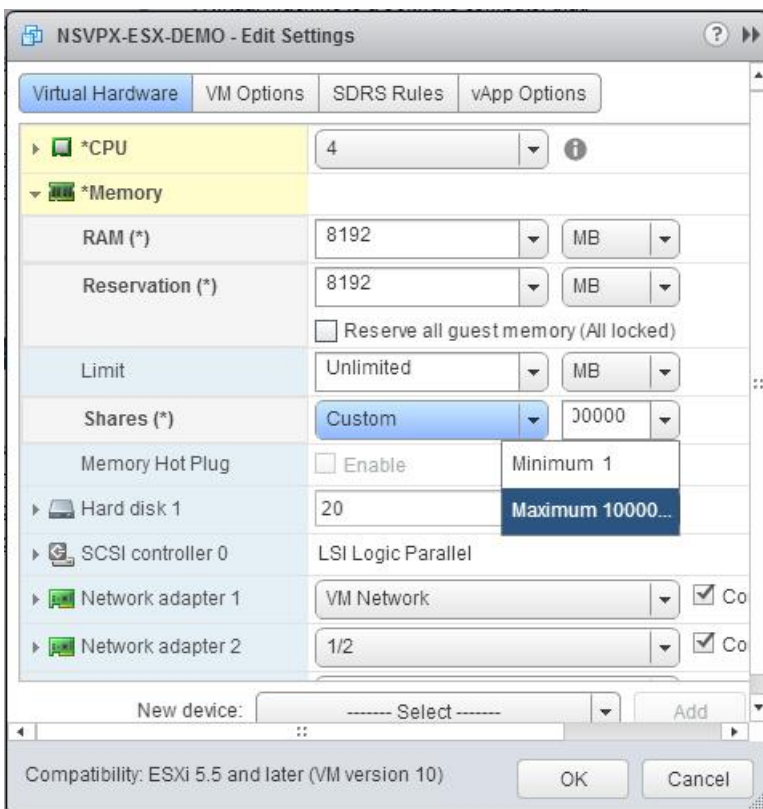 NSVPX-ESX-DEMO - Edit Settings
Virtual Hardware VM Options SDRS Rules vApp Options
*CPU 4
*Memory
RAM (*) 8192 MB
Reservation (*) 8192 MB
Reserve all guest memory (All locked)
Limit Unlimited MB
Shares (*) Custom 00000
Memory Hot Plug Enable Minimum 1
Hard disk 1 20 Maximum 10000...
SCSI controller 0 LSI Logic Parallel
Network adapter 1 VM Network Co
Network adapter 2 1/2 Co
New device: ------- Select ------- Add
Compatibility: ESXi 5.5 and later (VM version 10) OK Cancel